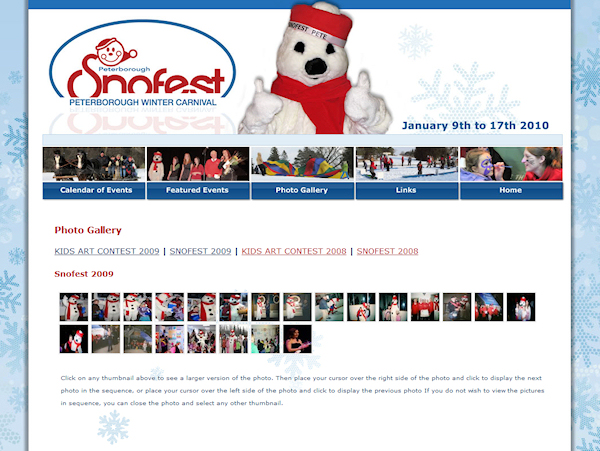 SNOFEST PETE
Peterborough
Snofest
PETERBOROUGH WINTER CARNIVAL
January 9th to 17th 2010
Calendar of Events
Featured Events
Photo Gallery
Links
Home
Photo Gallery
KIDS ART CONTEST 2009 | SNOFEST 2009 | KIDS ART CONTEST 2008 | SNOFEST 2008
Snofest 2009
Click on any thumbnail above to see a larger version of the photo. Then place your cursor over the right side of the photo and click to display the next
photo in the sequence, or place your cursor over the left side of the photo and click to display the previous photo If you do not wish to view the pictures
in sequence, you can close the photo and select any other thumbnail.